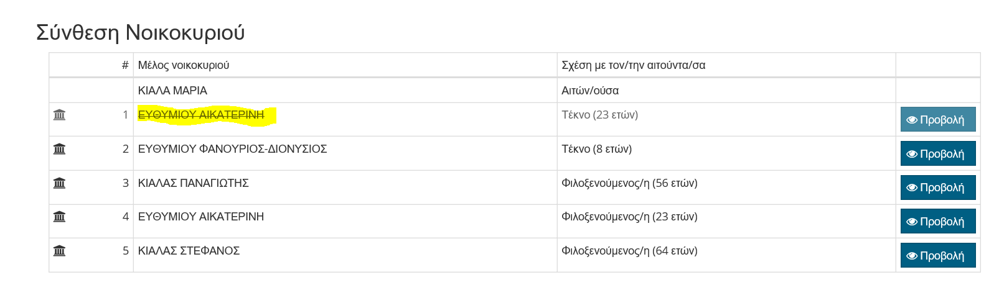 Σύνθεση Νοικοκυριού
# Μέλος νοικοκυριού Σχέση με τον/την αιτούντα/σα
ΚΙΑΛΑ ΜΑΡΙΑ Αιτών/ούσα
1 ΕΥΘΥΜΙΟΥ ΑΙΚΑΤΕΡΙΝΗ Τέκνο (23 ετών) Προβολή
2 ΕΥΘΥΜΙΟΥ ΦΑΝΟΥΡΙΟΣ-ΔΙΟΝΥΣΙΟΣ Τέκνο (8 ετών) Προβολή
3 ΚΙΑΛΑΣ ΠΑΝΑΓΙΩΤΗΣ Φιλοξενούμενος/η (56 ετών) Προβολή
4 ΕΥΘΥΜΙΟΥ ΑΙΚΑΤΕΡΙΝΗ Φιλοξενούμενος/η (23 ετών) Προβολή
5 ΚΙΑΛΑΣ ΣΤΕΦΑΝΟΣ Φιλοξενούμενος/η (64 ετών) Προβολή